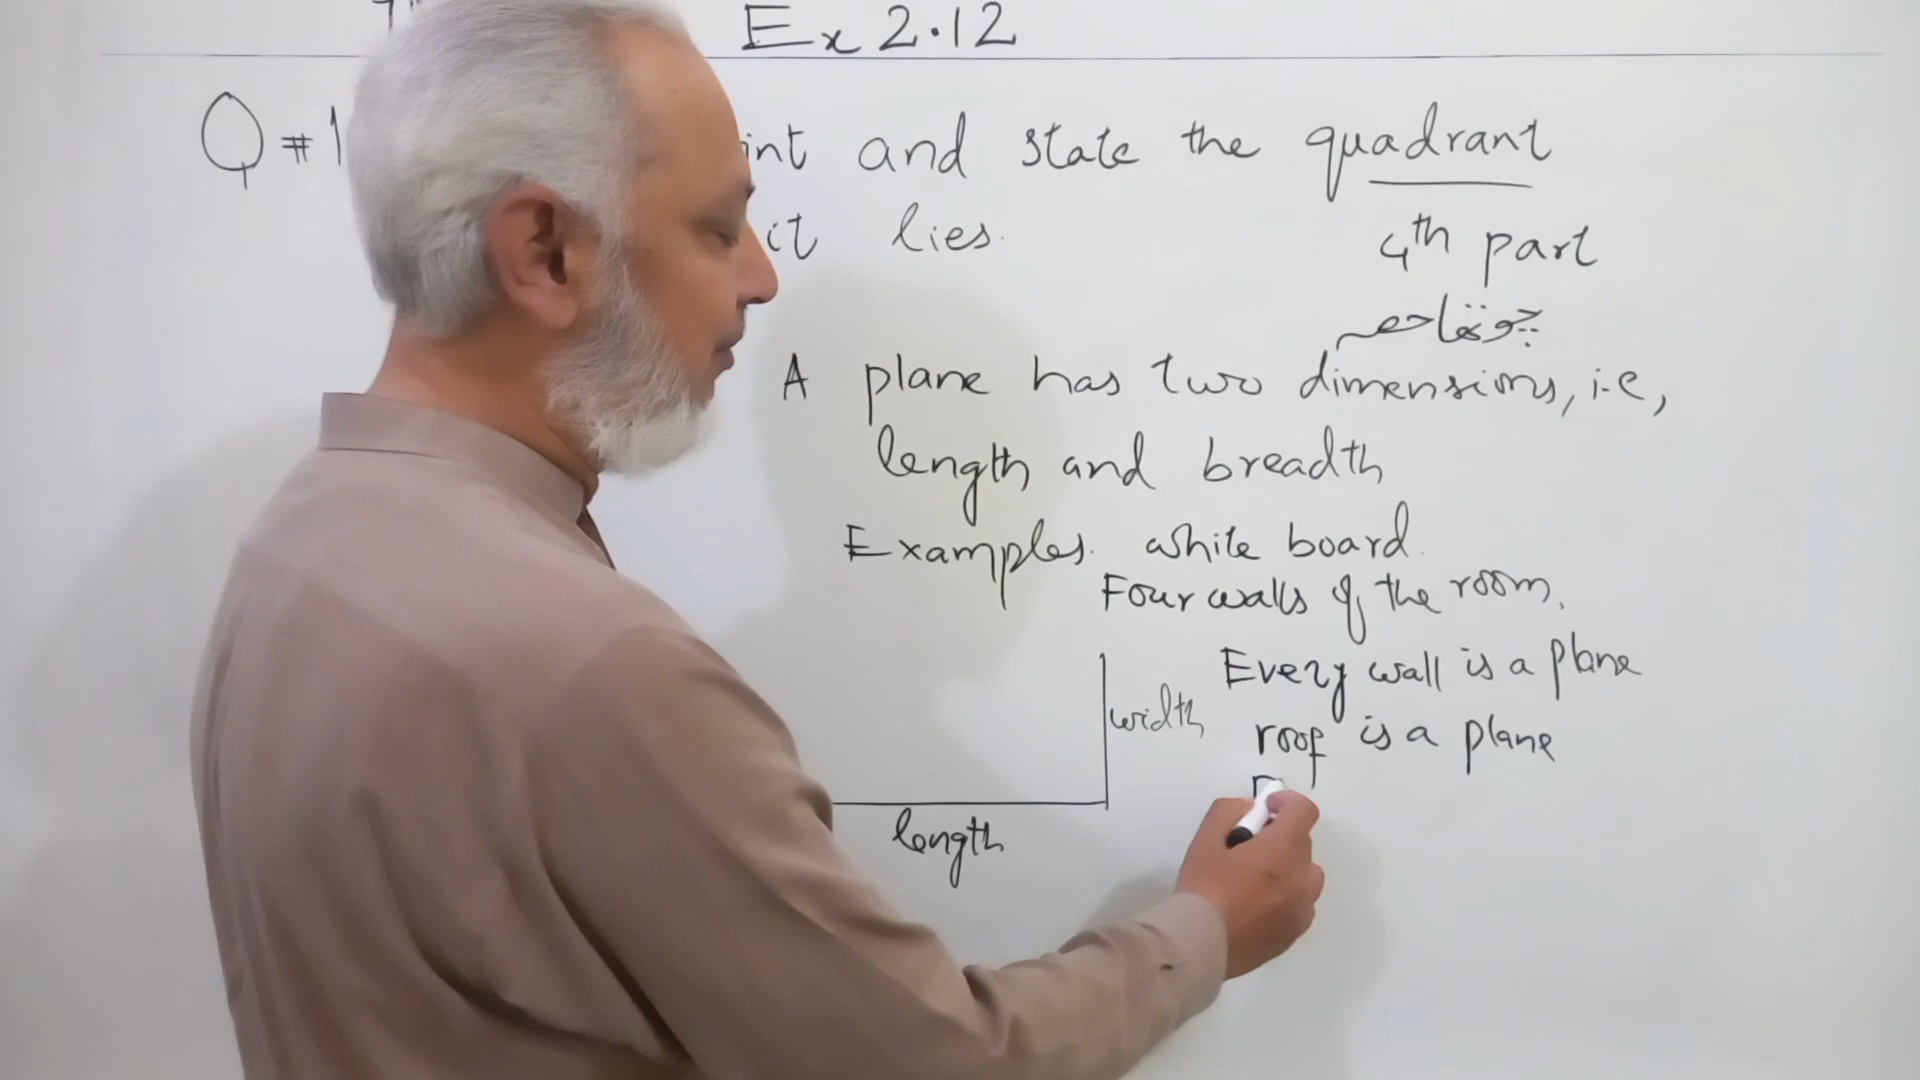 Ex 2.12
Q # 1 int and state the quadrant
it lies.
4th part
چوتھا حصہ
A plane has two dimensions, i.e,
length and breadth
Examples. white board.
Four walls of the room.
Every wall is a plane
width
roof is a plane
length